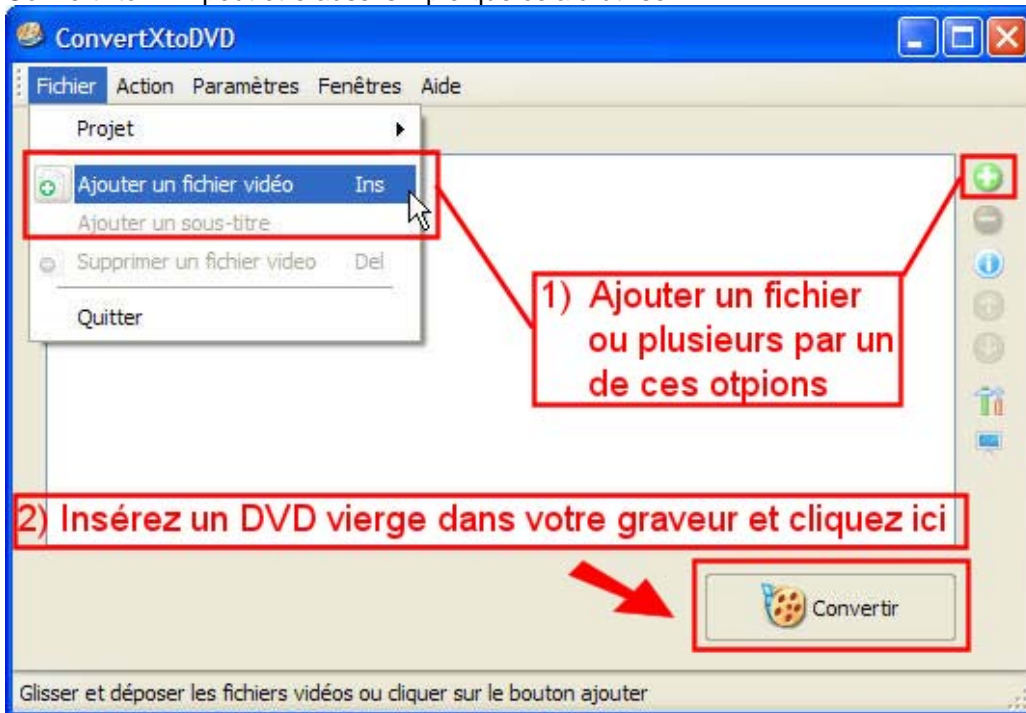 ConvertXtoDVD
Fichier Action Paramètres Fenêtres Aide
Projet
Ajouter un fichier vidéo Ins
Ajouter un sous-titre
Supprimer un fichier video Del
Quitter
1) Ajouter un fichier
ou plusieurs par un
de ces otpions
2) Insérez un DVD vierge dans votre graveur et cliquez ici
Convertir
Glisser et déposer les fichiers vidéos ou cliquer sur le bouton ajouter